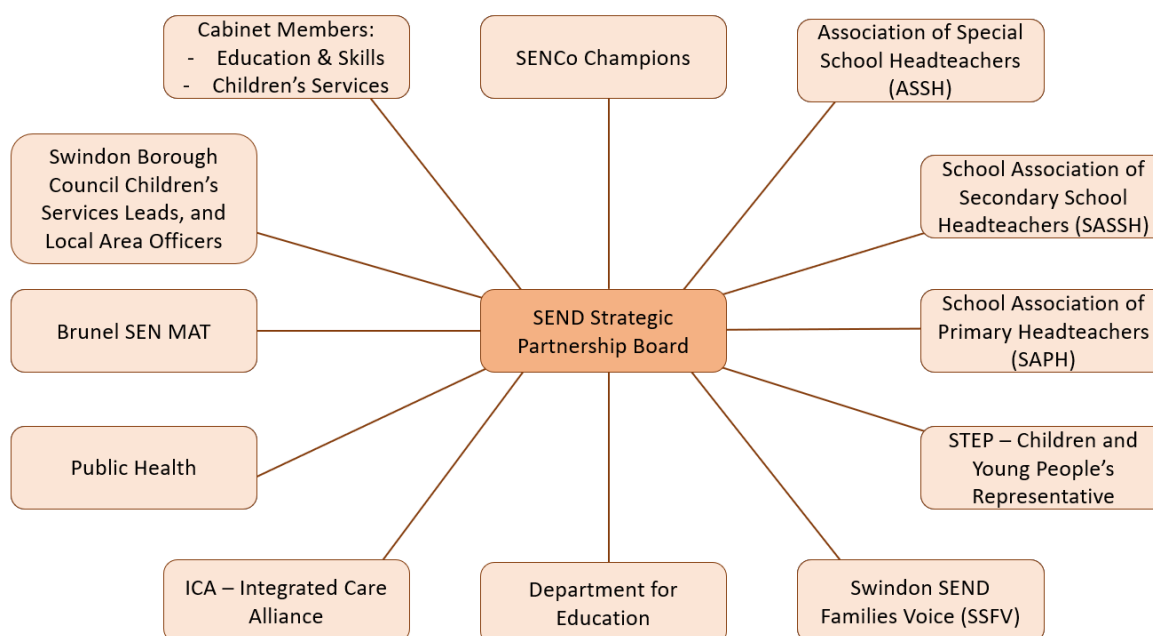 Cabinet Members:
- Education & Skills
- Children’s Services
SENCo Champions
Association of Special
School Headteachers
(ASSH)
Swindon Borough
Council Children’s
Services Leads, and
Local Area Officers
School Association of
Secondary School
Headteachers (SASSH)
Brunel SEN MAT
SEND Strategic
Partnership Board
School Association of
Primary Headteachers
(SAPH)
Public Health
STEP – Children and
Young People’s
Representative
ICA – Integrated Care
Alliance
Department for
Education
Swindon SEND
Families Voice (SSFV)